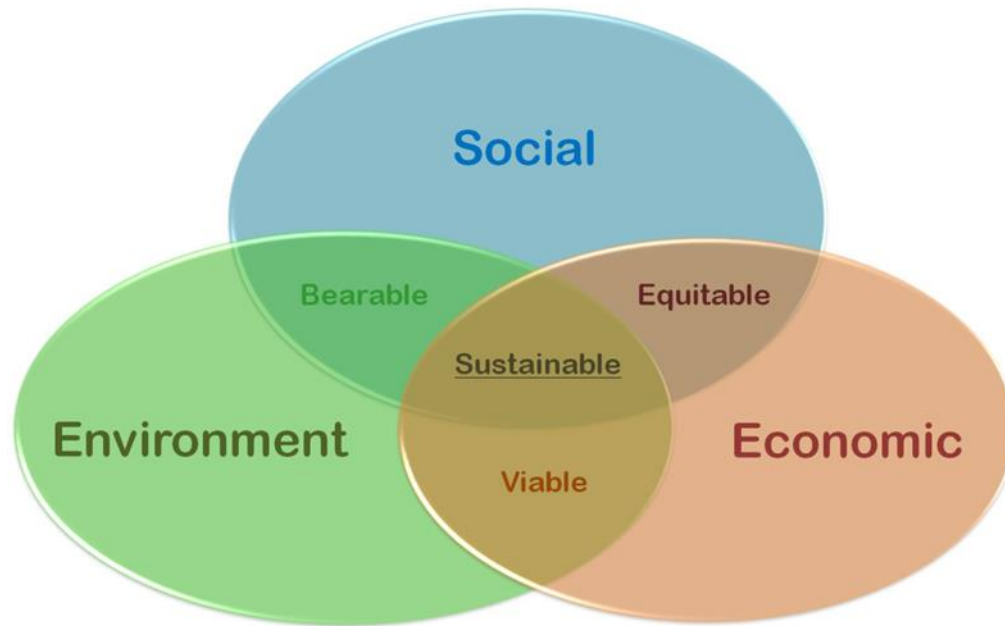 Social
Bearable
Equitable
Sustainable
Environment
Economic
Viable